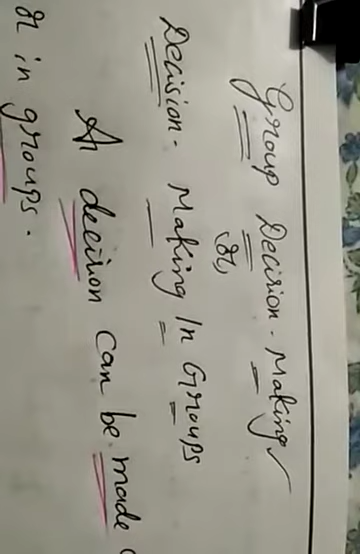 Group Decision-Making
or,
Decision-Making In Groups
A decision can be made
or in groups.